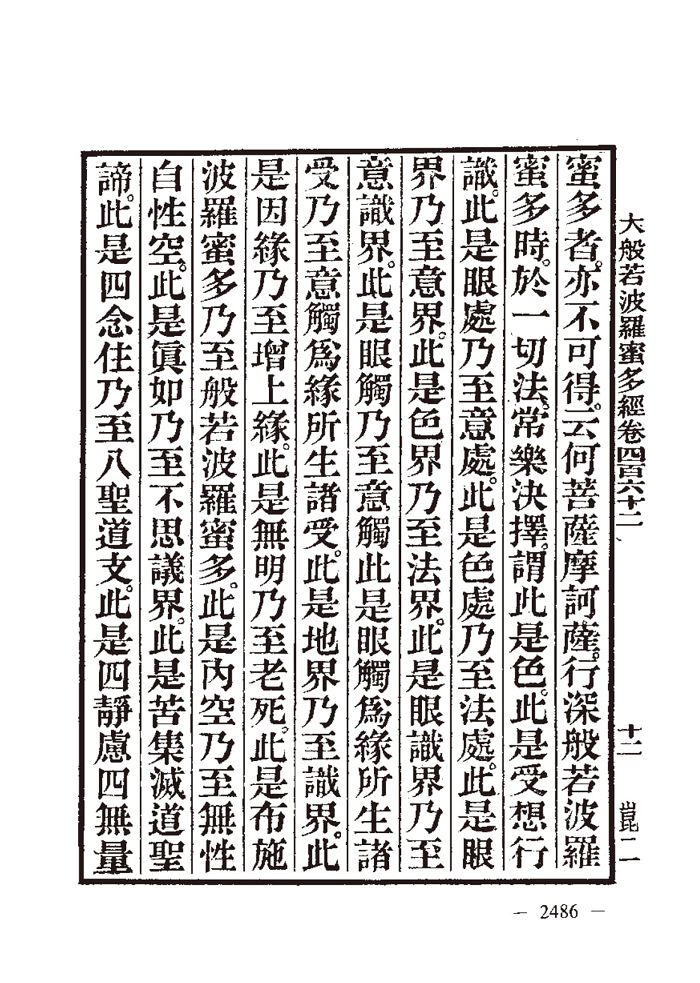 大般若波羅蜜多經卷四百六十二　十二　崑二
蜜多者。亦不可得。云何菩薩摩訶薩。行深般若波羅
蜜多時。於一切法。常樂決擇。謂此是色。此是受想行
識。此是眼處乃至意處。此是色處乃至法處。此是眼
界乃至意界。此是色界乃至法界。此是眼識界乃至
意識界。此是眼觸乃至意觸此是眼觸爲緣所生諸
受乃至意觸爲緣所生諸受。此是地界乃至識界。此
是因緣乃至增上緣。此是無明乃至老死。此是布施
波羅蜜多乃至般若波羅蜜多。此是內空乃至無性
自性空。此是眞如乃至不思議界。此是苦集滅道聖
諦。此是四念住乃至八聖道支。此是四靜慮四無量
— 2486 —